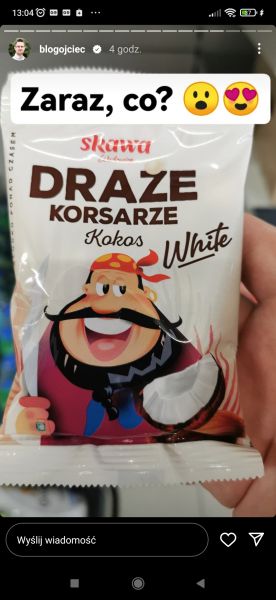 13:04
blogojciec
4 godz.
Zaraz, co? 😮😍
skawa
DRAŻE
KORSARZE
Kokos
White
Wyślij wiadomość